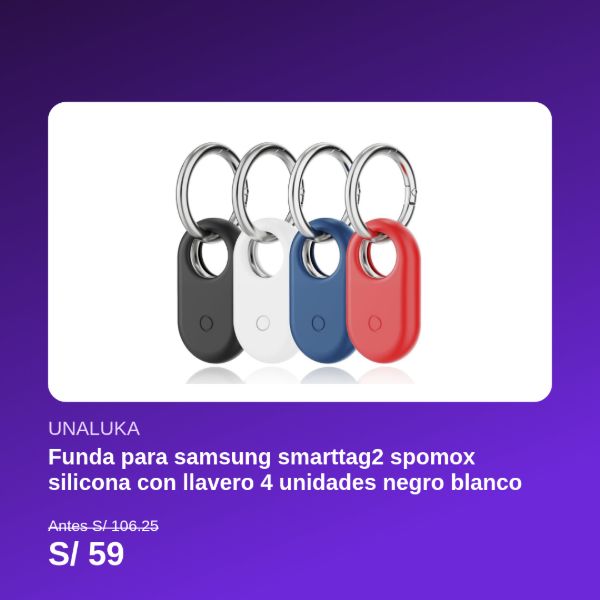 UNALUKA
Funda para samsung smarttag2 spomox
silicona con llavero 4 unidades negro blanco
Antes S/ 106.25
S/ 59